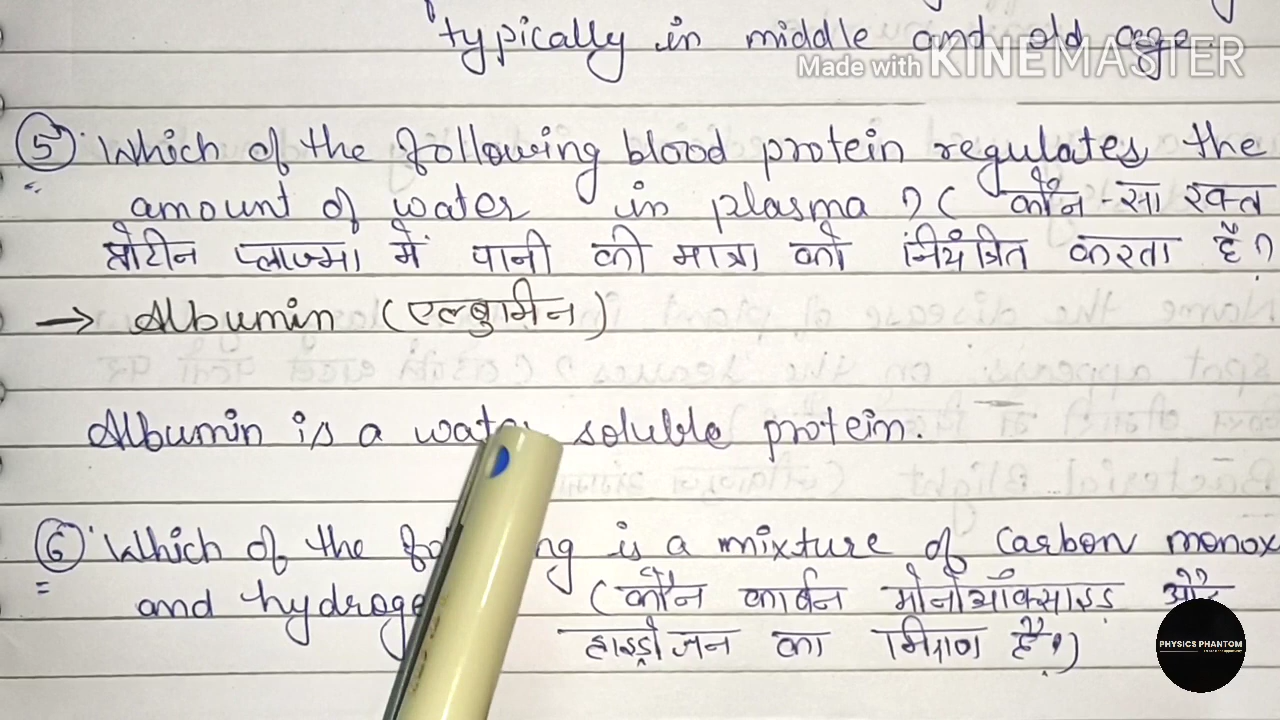 typically in middle and old age.
Made with KINEMASTER
5 Which of the following blood protein regulates the
amount of water in plasma ? ( कौन-सा रक्त
प्रोटीन प्लाज्मा में पानी की मात्रा को नियंत्रित करता है ?
→ Albumin (एल्बुमिन)
Albumin is a water soluble protein.
6 Which of the is a mixture of carbon monox
and hydroge (कौन कार्बन मोनोऑक्साइड और
हाइड्रोजन का मिश्रण है ?)
PHYSICS PHANTOM